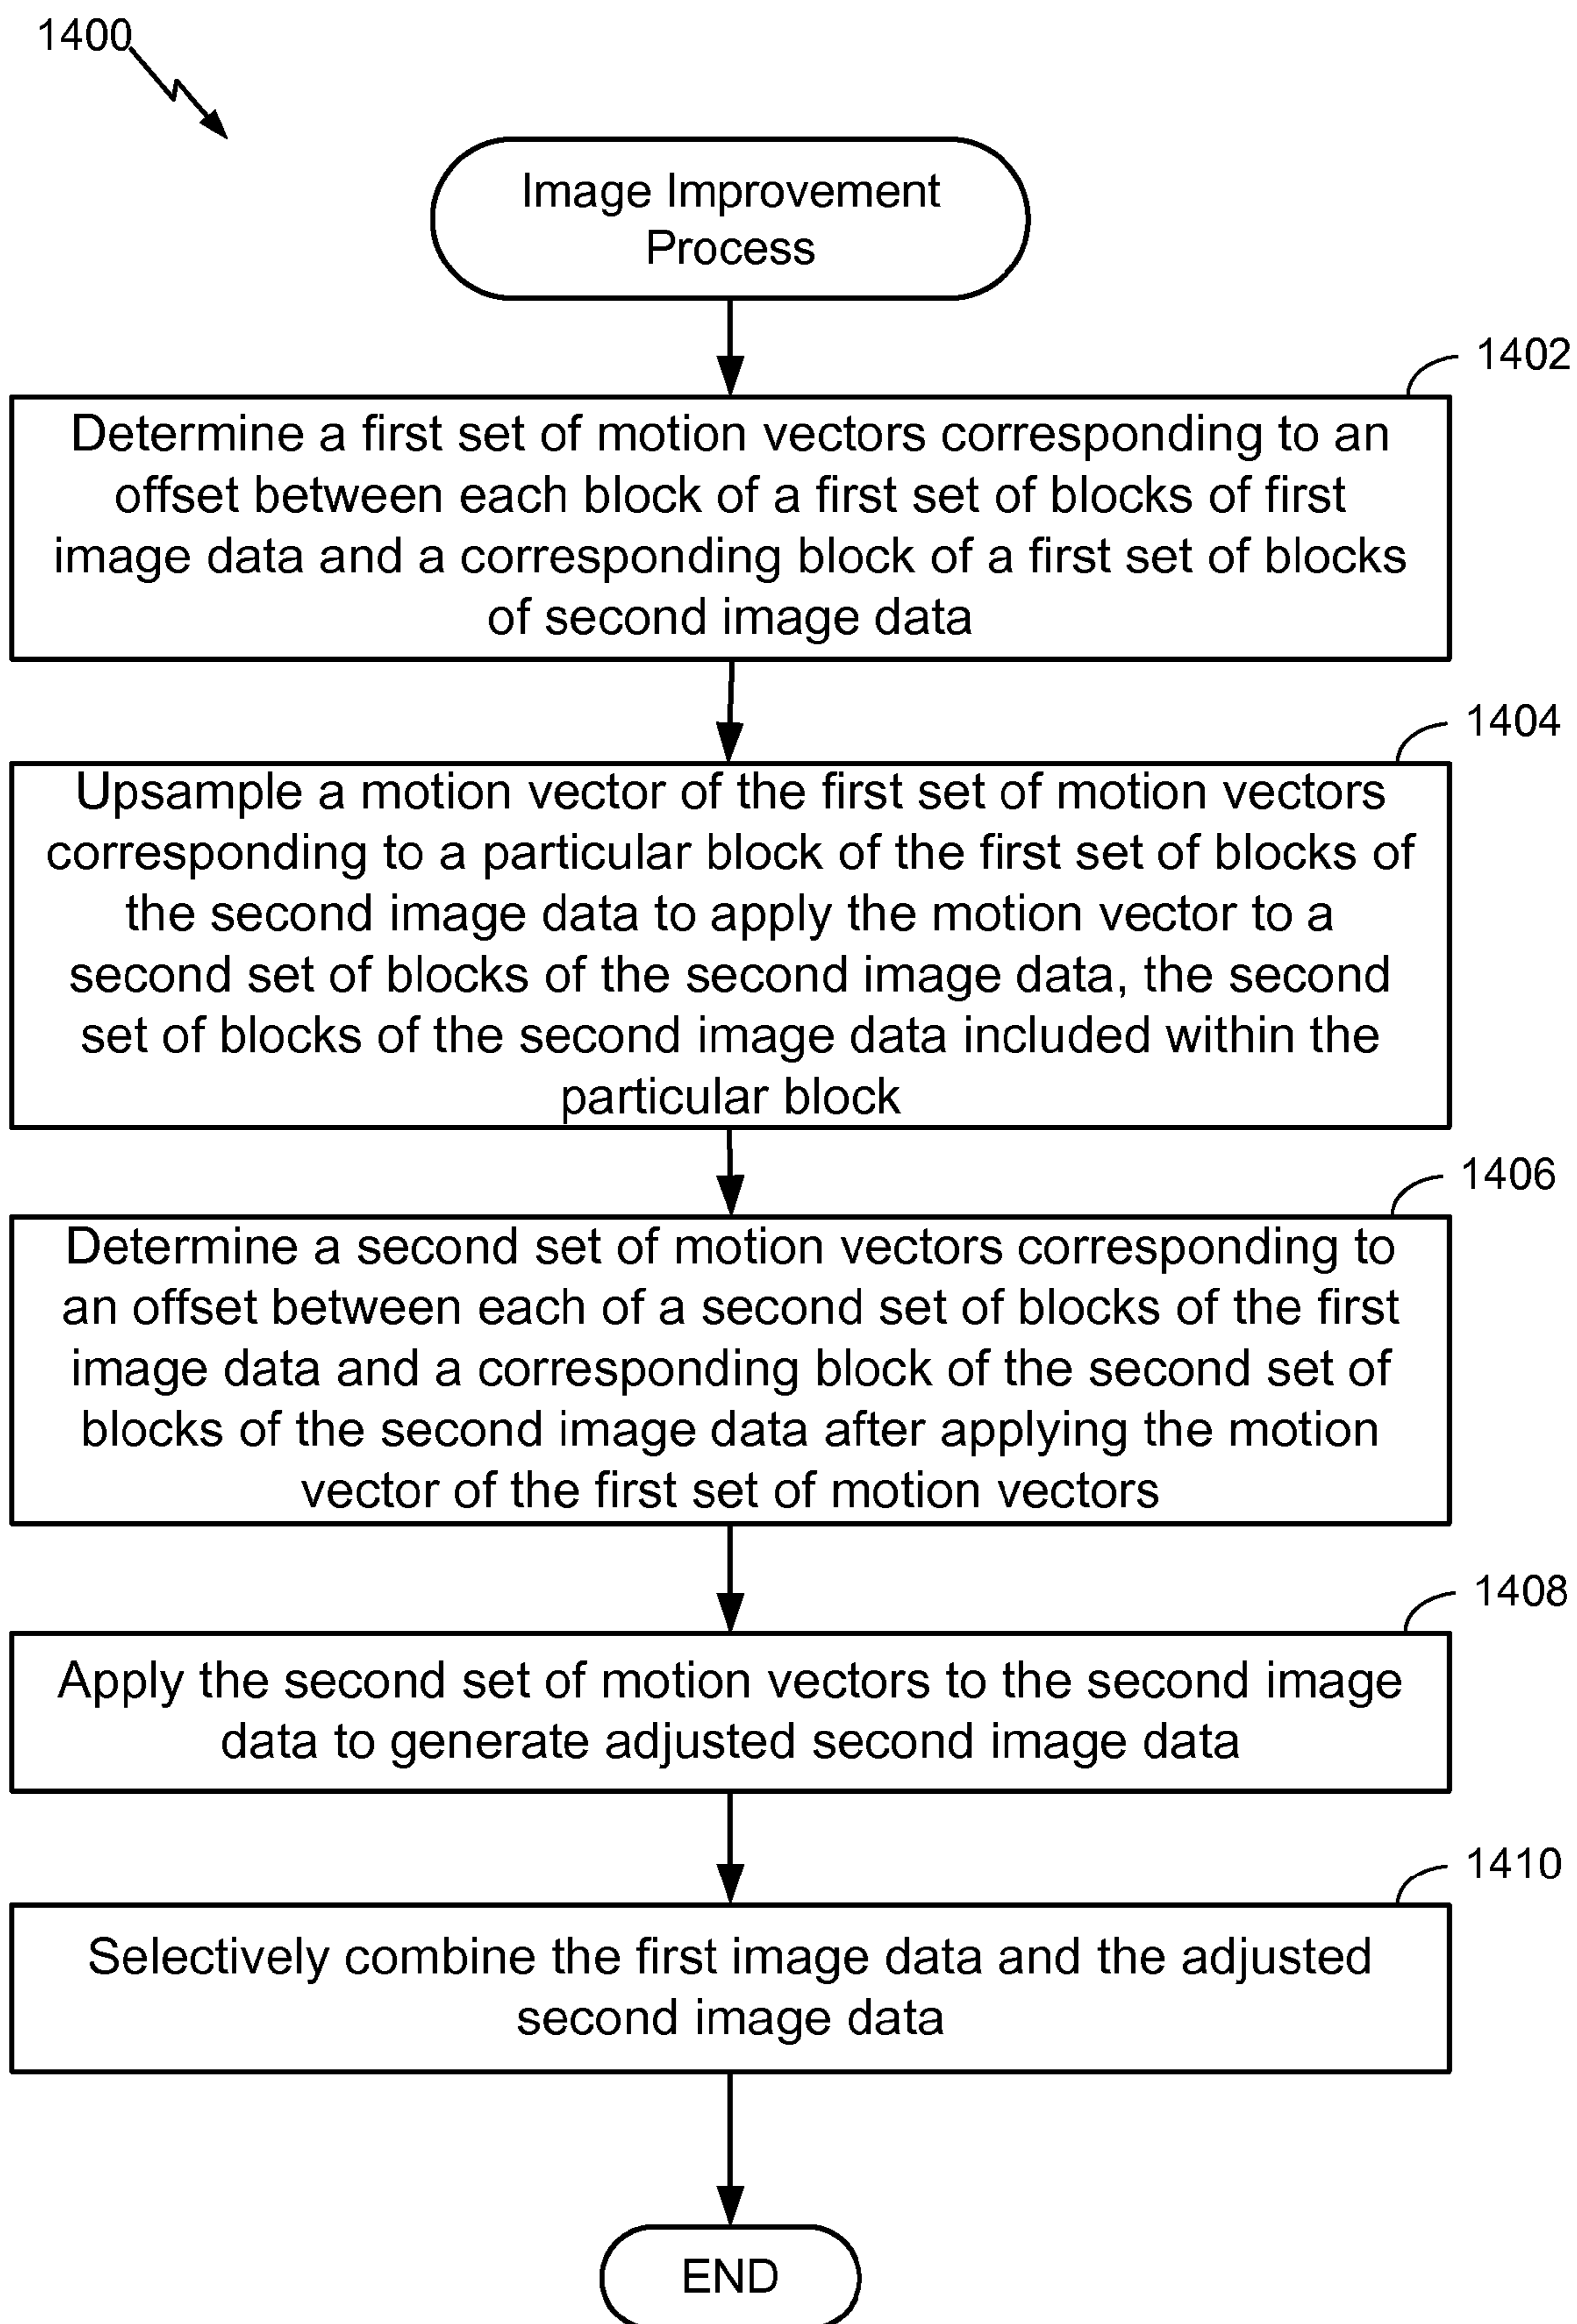 1400
Image Improvement
Process
1402
Determine a first set of motion vectors corresponding to an
offset between each block of a first set of blocks of first
image data and a corresponding block of a first set of blocks
of second image data
1404
Upsample a motion vector of the first set of motion vectors
corresponding to a particular block of the first set of blocks of
the second image data to apply the motion vector to a
second set of blocks of the second image data, the second
set of blocks of the second image data included within the
particular block
1406
Determine a second set of motion vectors corresponding to
an offset between each of a second set of blocks of the first
image data and a corresponding block of the second set of
blocks of the second image data after applying the motion
vector of the first set of motion vectors
1408
Apply the second set of motion vectors to the second image
data to generate adjusted second image data
1410
Selectively combine the first image data and the adjusted
second image data
END